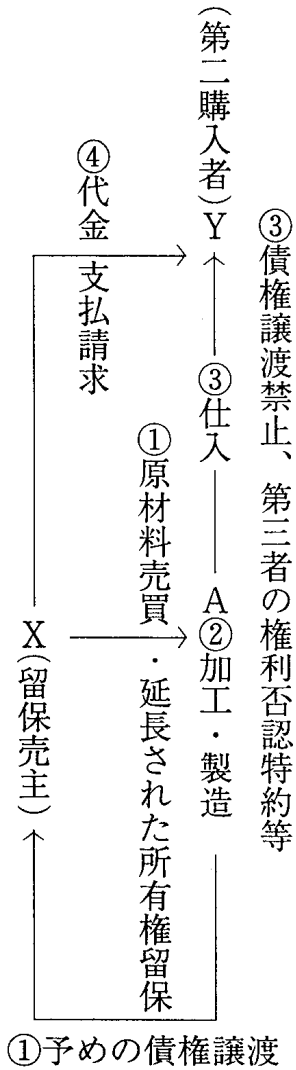 ③債権譲渡禁止、第三者の権利否認特約等
(第二購入者)Y
③仕入
A②加工・製造
①原材料売買・延長された所有権留保
④代金支払請求
X(留保売主)
①予めの債権譲渡